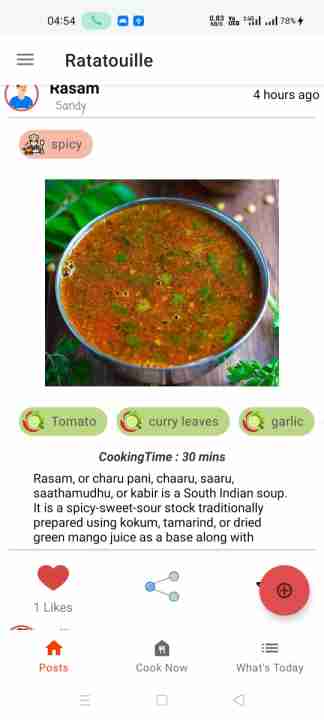 04:54
0.83 KB/S
78%
Ratatouille
Rasam
4 hours ago
Sandy
spicy
Tomato
curry leaves
garlic
CookingTime : 30 mins
Rasam, or charu pani, chaaru, saaru,
saathamudhu, or kabir is a South Indian soup.
It is a spicy-sweet-sour stock traditionally
prepared using kokum, tamarind, or dried
green mango juice as a base along with
1 Likes
Posts
Cook Now
What's Today